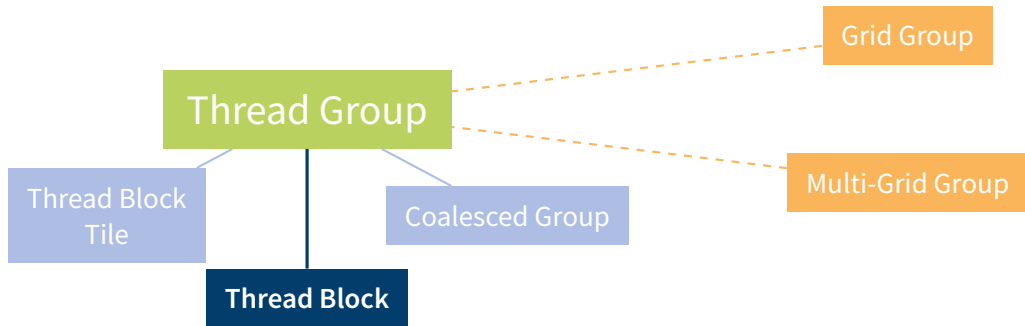 Grid Group
Thread Group
Multi-Grid Group
Thread Block
Tile
Coalesced Group
Thread Block